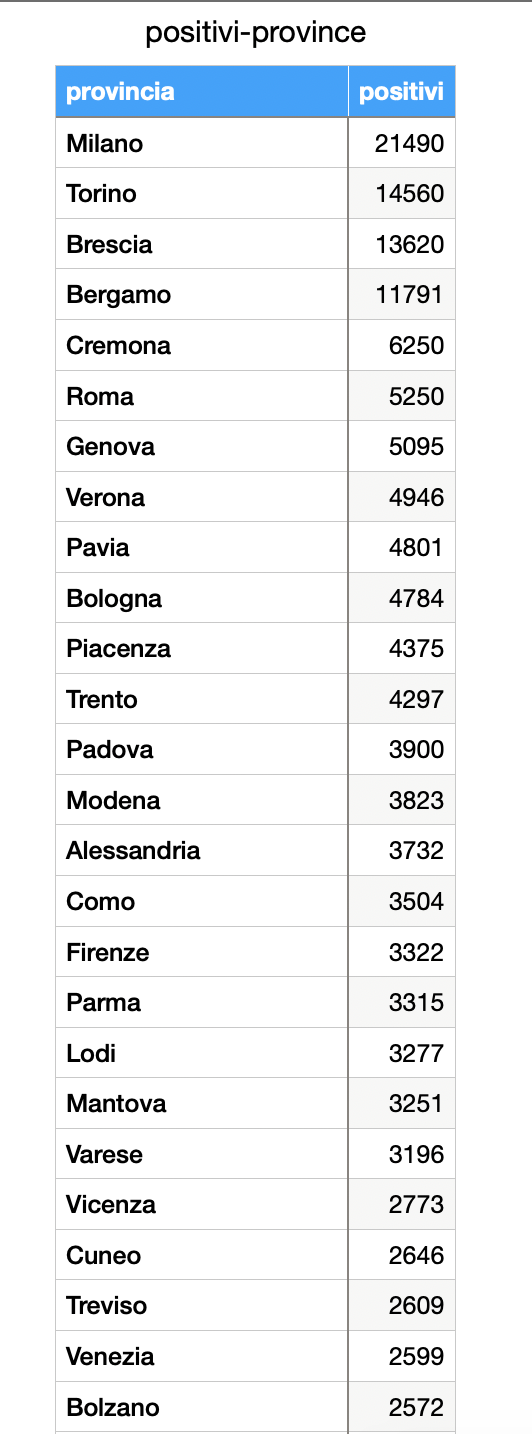 positivi-province
provincia positivi
Milano 21490
Torino 14560
Brescia 13620
Bergamo 11791
Cremona 6250
Roma 5250
Genova 5095
Verona 4946
Pavia 4801
Bologna 4784
Piacenza 4375
Trento 4297
Padova 3900
Modena 3823
Alessandria 3732
Como 3504
Firenze 3322
Parma 3315
Lodi 3277
Mantova 3251
Varese 3196
Vicenza 2773
Cuneo 2646
Treviso 2609
Venezia 2599
Bolzano 2572